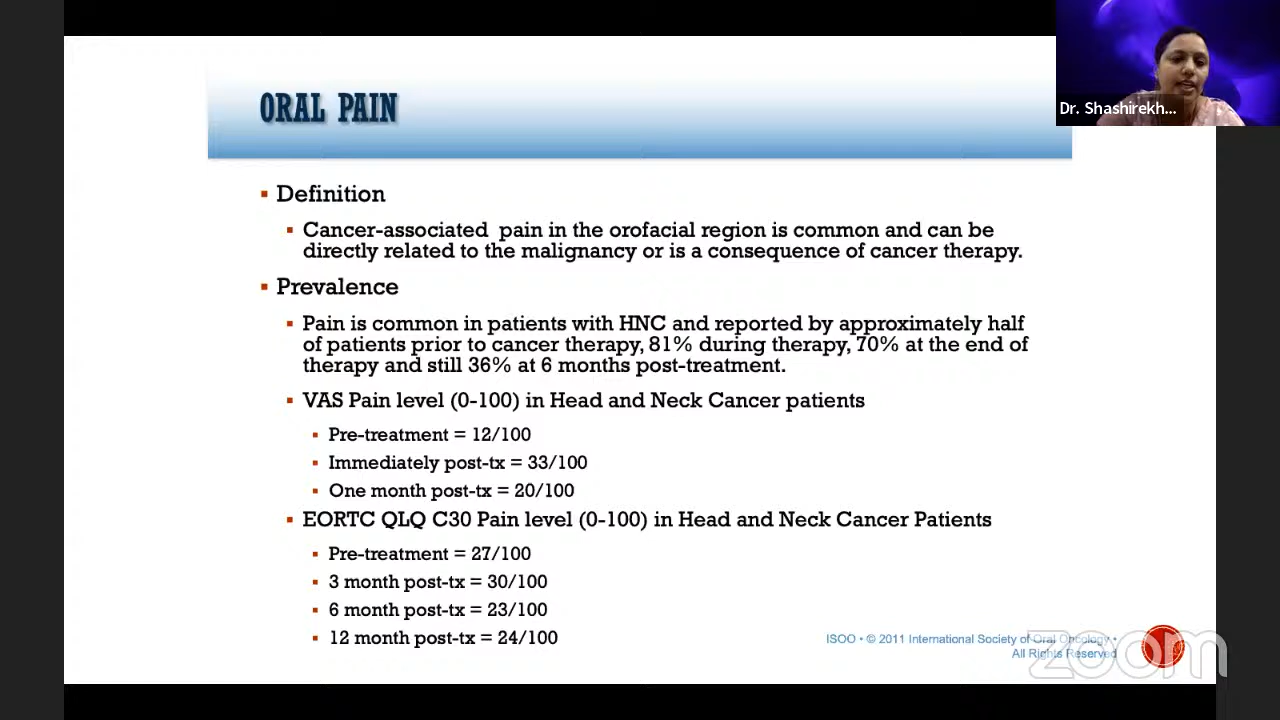 ORAL PAIN
Dr. Shashirekh...
▪ Definition
▪ Cancer-associated pain in the orofacial region is common and can be
directly related to the malignancy or is a consequence of cancer therapy.
▪ Prevalence
▪ Pain is common in patients with HNC and reported by approximately half
of patients prior to cancer therapy, 81% during therapy, 70% at the end of
therapy and still 36% at 6 months post-treatment.
▪ VAS Pain level (0-100) in Head and Neck Cancer patients
▪ Pre-treatment = 12/100
▪ Immediately post-tx = 33/100
▪ One month post-tx = 20/100
▪ EORTC QLQ C30 Pain level (0-100) in Head and Neck Cancer Patients
▪ Pre-treatment = 27/100
▪ 3 month post-tx = 30/100
▪ 6 month post-tx = 23/100
▪ 12 month post-tx = 24/100
ISOO • © 2011 International Society of Oral Oncology •
All Rights Reserved
zoom